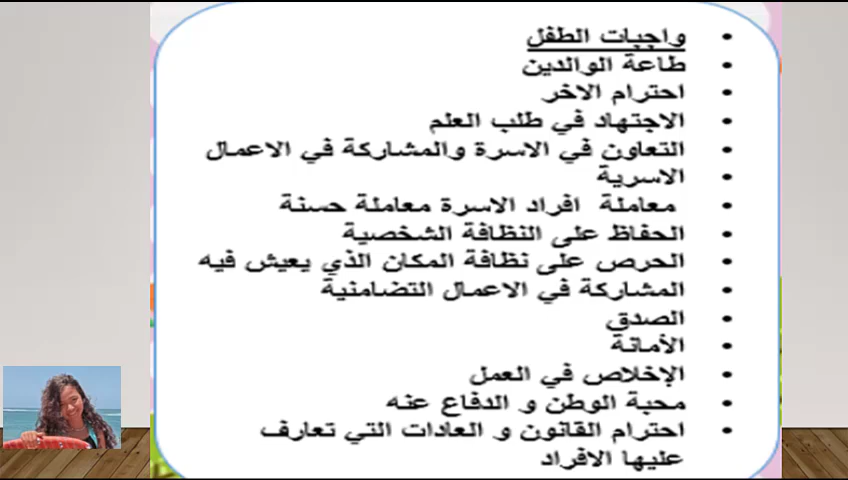 واجبات الطفل
طاعة الوالدين
احترام الاخر
الاجتهاد في طلب العلم
التعاون في الاسرة والمشاركة في الاعمال
الاسرية
معاملة افراد الاسرة معاملة حسنة
الحفاظ على النظافة الشخصية
الحرص على نظافة المكان الذي يعيش فيه
المشاركة في الاعمال التضامنية
الصدق
الأمانة
الإخلاص في العمل
محبة الوطن و الدفاع عنه
احترام القانون و العادات التي تعارف
عليها الافراد